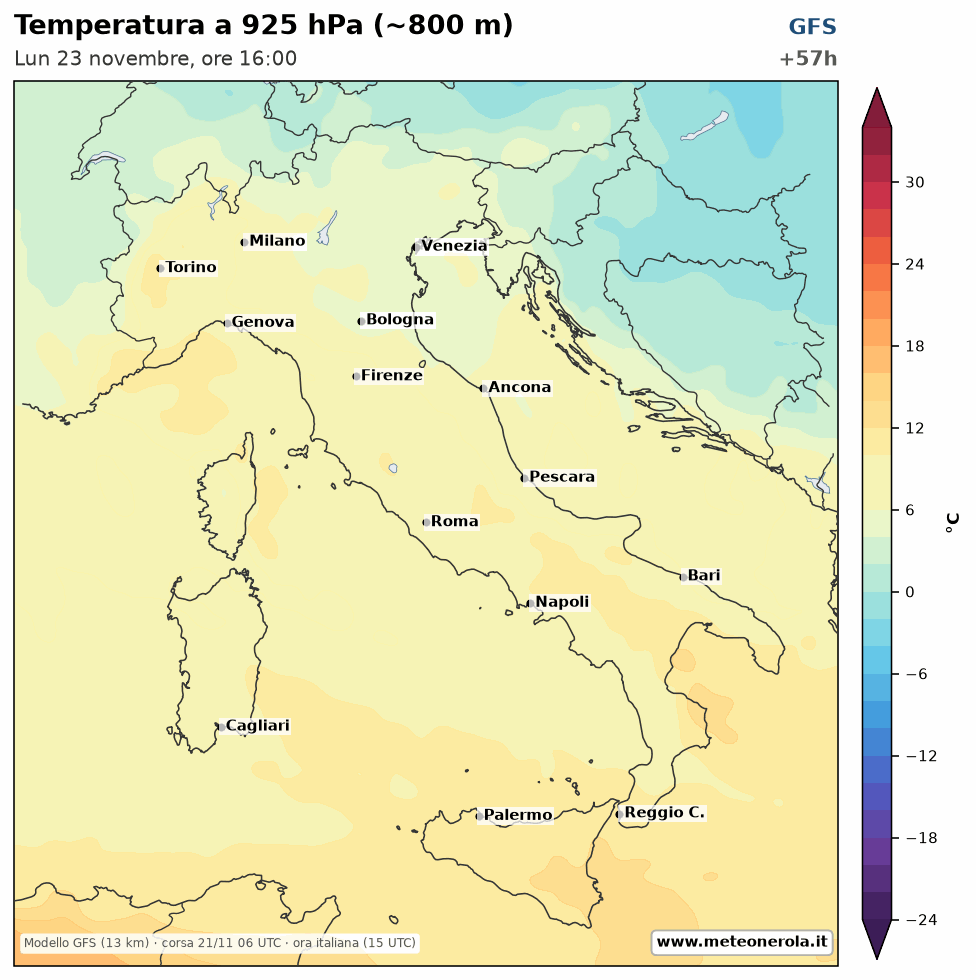 Temperatura a 925 hPa (~800 m)
GFS
Lun 23 novembre, ore 16:00
+57h
Milano
Venezia
Torino
Genova
Bologna
Firenze
Ancona
Pescara
Roma
Bari
Napoli
Cagliari
Palermo
Reggio C.
30
24
18
12
6
0
−6
−12
−18
−24
°C
Modello GFS (13 km) · corsa 21/11 06 UTC · ora italiana (15 UTC)
www.meteonerola.it